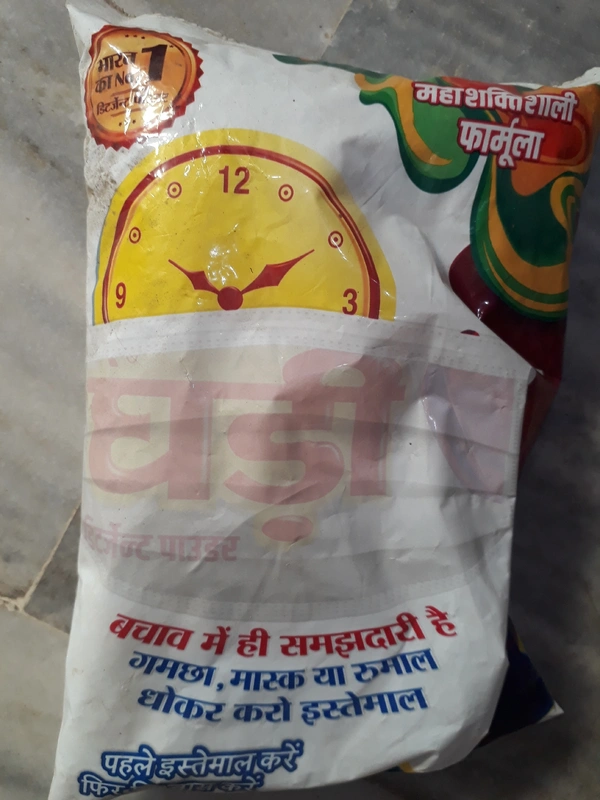 भारत
का No. 1
डिटर्जेन्ट
महाशक्तिशाली
फार्मूला
12
9
3
घड़ी
डिटर्जेन्ट पाउडर
बचाव में ही समझदारी है
गमछा, मास्क या रुमाल
धोकर करो इस्तेमाल
पहले इस्तेमाल करें
फिर